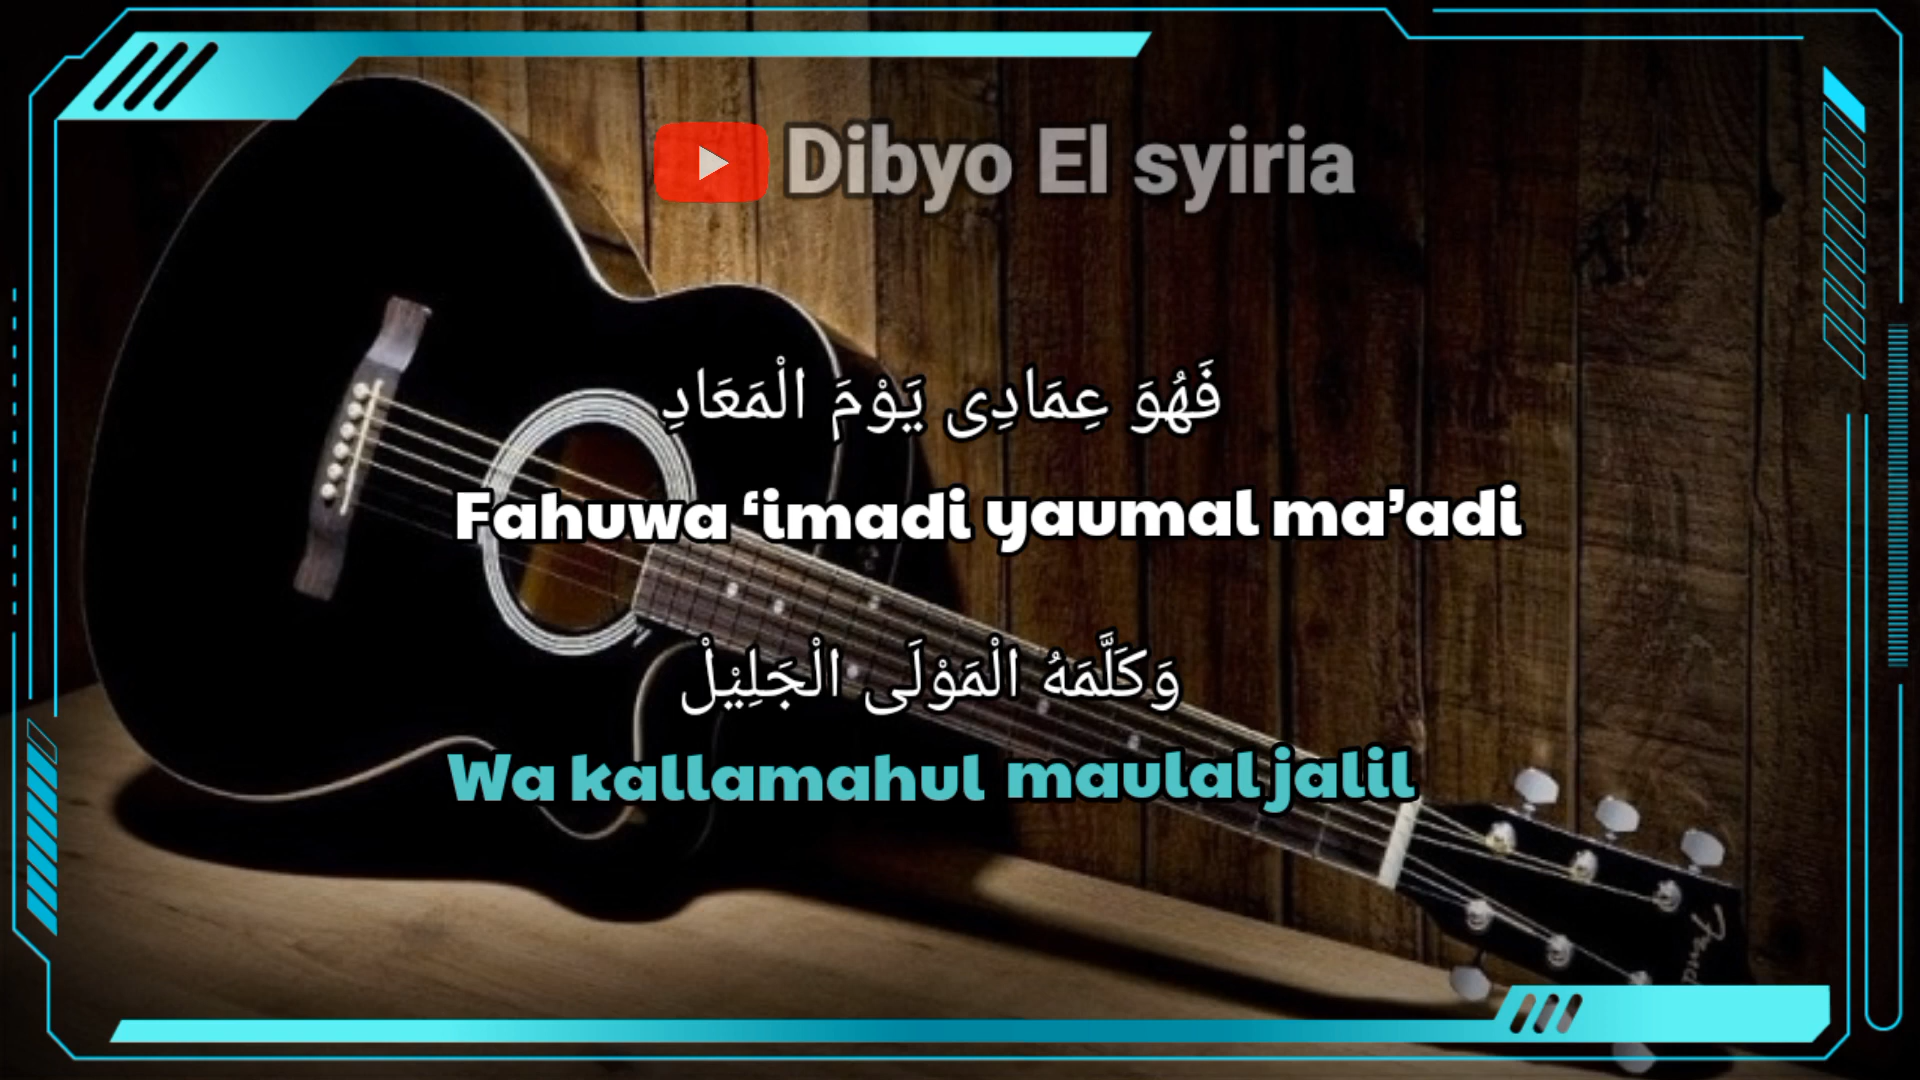 Dibyo El syiria
فَهُوَ عِمَادِى يَوْمَ الْمَعَادِ
Fahuwa ‘imadi yaumal ma’adi
وَكَلَّمَهُ الْمَوْلَى الْجَلِيْلْ
Wa kallamahul maulal jalil